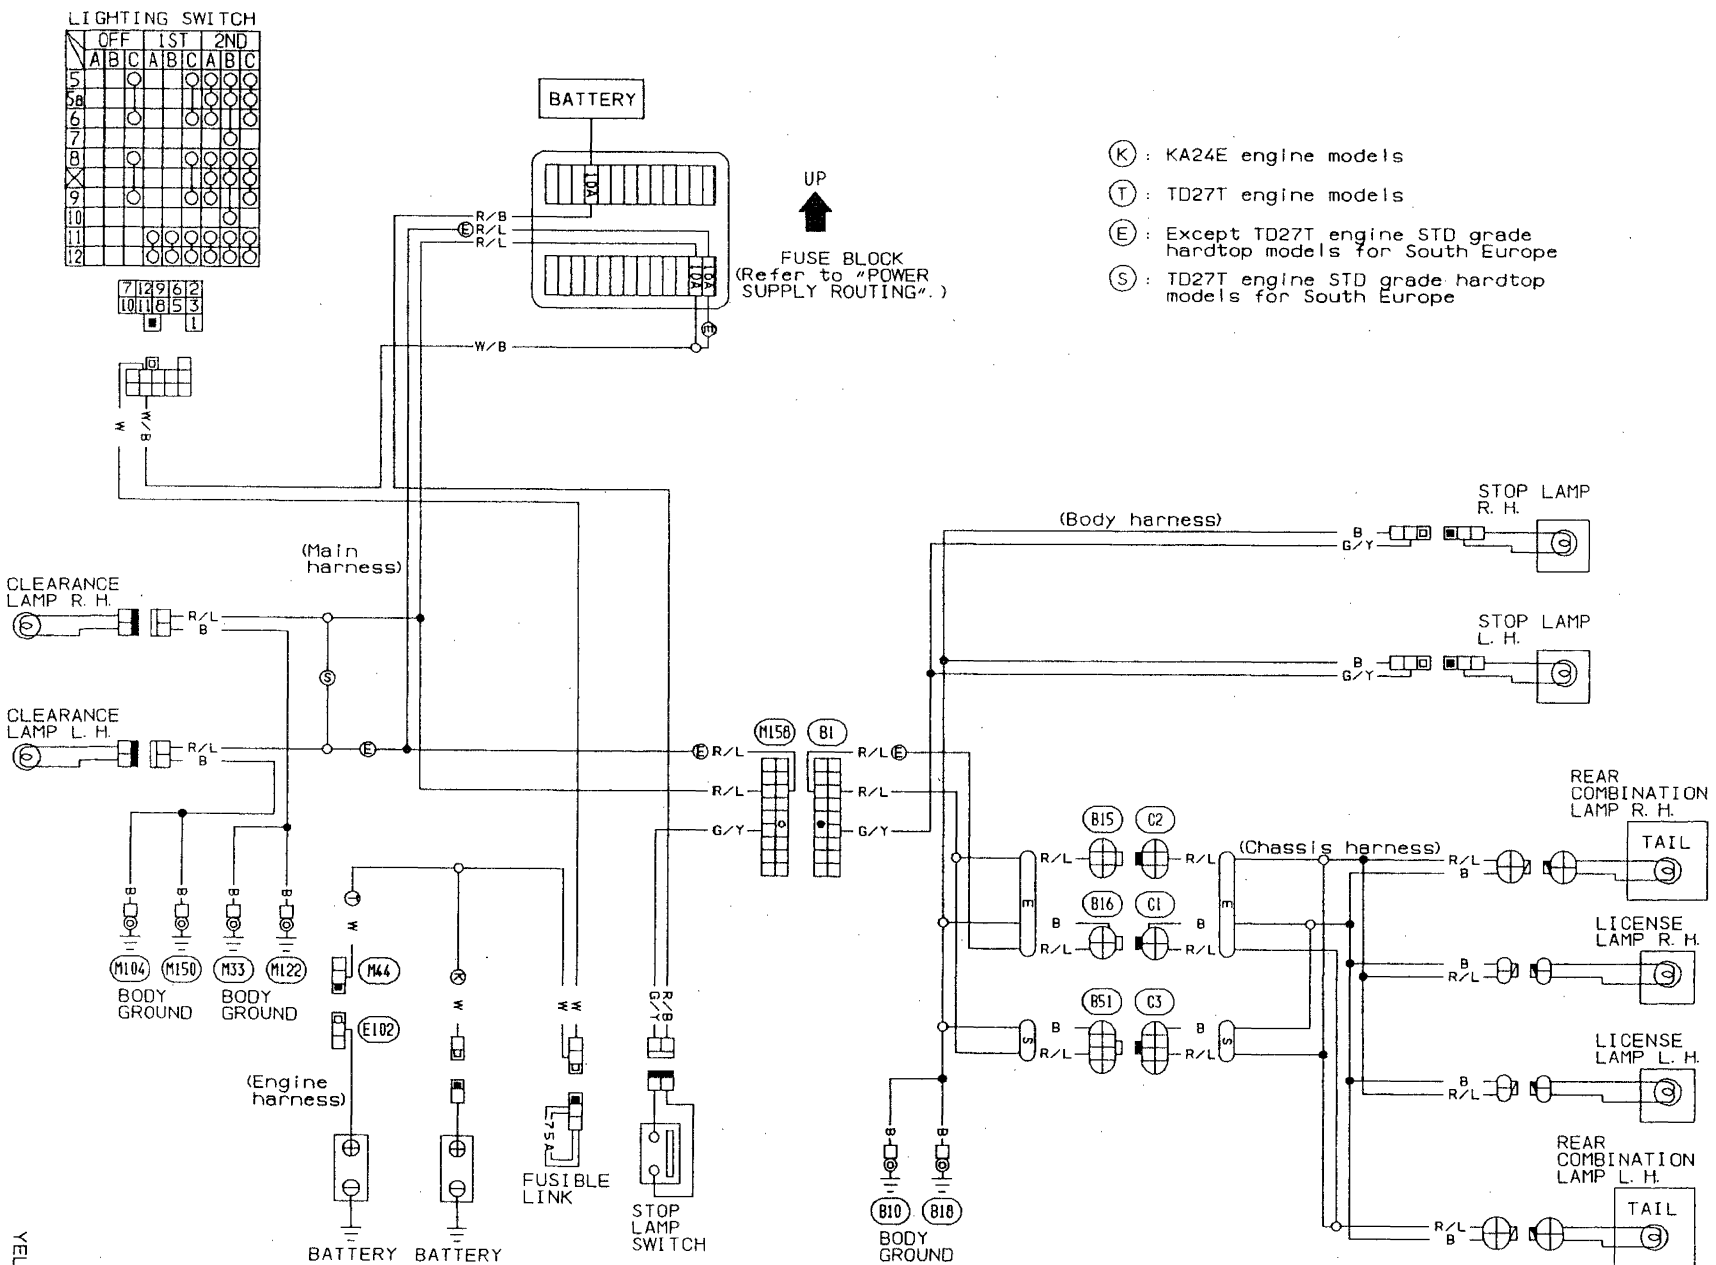 LIGHTING SWITCH
OFF 1ST 2ND
A B C A B C A B C
5
5a
6
7
8
9
10
11
12
7 12 9 6 2
10 11 8 5 3
1
BATTERY
10A
R/B
E R/L
R/L
10A 10A
E
W/B
UP
FUSE BLOCK
(Refer to "POWER
SUPPLY ROUTING".)
K : KA24E engine models
T : TD27T engine models
E : Except TD27T engine STD grade
hardtop models for South Europe
S : TD27T engine STD grade hardtop
models for South Europe
W
W/B
(Main
harness)
CLEARANCE
LAMP R. H.
R/L
B
S
CLEARANCE
LAMP L. H.
R/L
B
E
B
B
B
B
M104
M150
M33
M122
BODY
GROUND
BODY
GROUND
T
W
M44
E102
(Engine
harness)
BATTERY
K
W
BATTERY
W
W
75A
FUSIBLE
LINK
G/Y
R/B
STOP
LAMP
SWITCH
M158
B1
E R/L
R/L
G/Y
R/L E
R/L
G/Y
(Body harness)
B
G/Y
STOP LAMP
R. H.
B
G/Y
STOP LAMP
L. H.
E
R/L
B15
C2
R/L
E
B
R/L
B16
C1
B
R/L
S
B
R/L
B51
C3
B
R/L
S
B
B
B10
B18
BODY
GROUND
(Chassis harness)
R/L
B
REAR
COMBINATION
LAMP R. H.
TAIL
B
R/L
LICENSE
LAMP R. H.
B
R/L
LICENSE
LAMP L. H.
R/L
B
REAR
COMBINATION
LAMP L. H.
TAIL
YEL